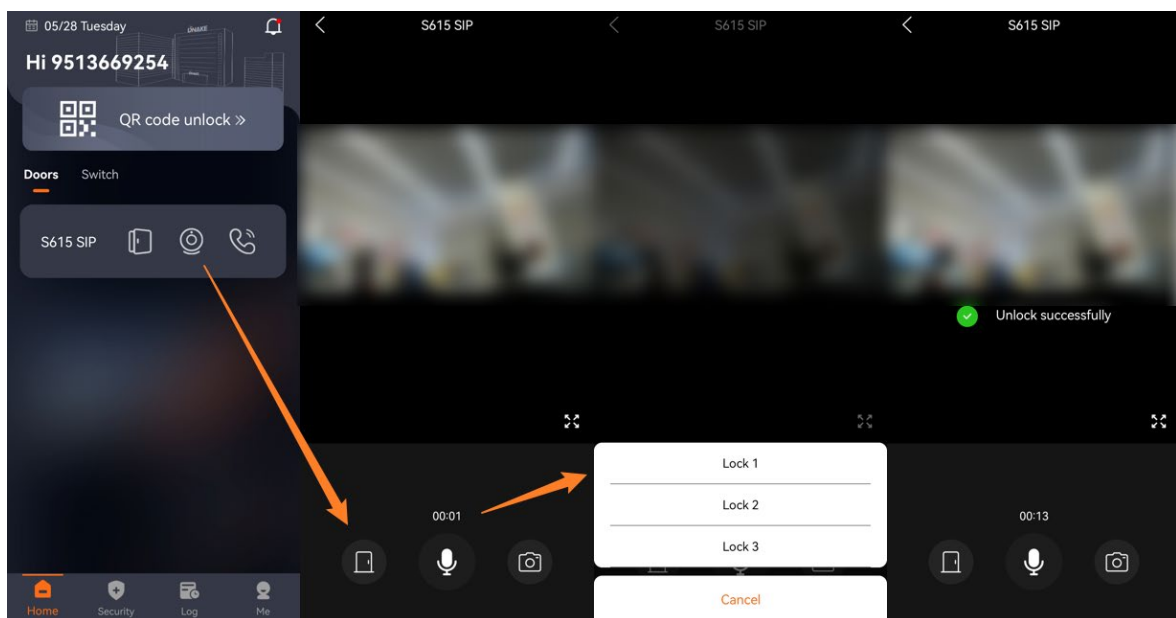 05/28 Tuesday
DNAKE
Hi 9513669254
QR code unlock »
Doors Switch
S615 SIP
Home Security Log Me
S615 SIP
00:01
S615 SIP
Lock 1
Lock 2
Lock 3
Cancel
S615 SIP
Unlock successfully
00:13